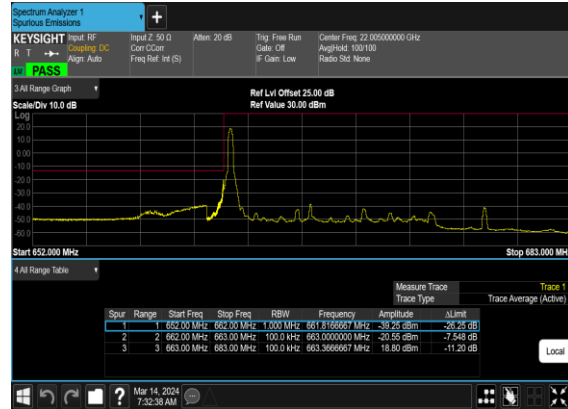 Spectrum Analyzer 1
Spurious Emissions
+
KEYSIGHT Input: RF Input Z: 50 Ω Atten: 20 dB Trig: Free Run Center Freq: 22.005000000 GHz
R T Coupling: DC Corr CCorr Gate: Off Avg|Hold: 100/100
Align: Auto Freq Ref: Int (S) IF Gain: Low Radio Std: None
PASS
3 All Range Graph
Ref Lvl Offset 25.00 dB
Scale/Div 10.0 dB Ref Value 30.00 dBm
Log
20.0
10.0
0.00
-10.0
-20.0
-30.0
-40.0
-50.0
-60.0
Start 652.000 MHz Stop 683.000 MH
4 All Range Table
Measure Trace Trace 1
Trace Type Trace Average (Active)
Spur Range Start Freq Stop Freq RBW Frequency Amplitude ΔLimit
1 1 652.00 MHz 662.00 MHz 1.000 MHz 661.8166667 MHz -39.25 dBm -26.25 dB
2 2 662.00 MHz 663.00 MHz 100.0 kHz 663.0000000 MHz -20.55 dBm -7.548 dB
3 3 663.00 MHz 683.00 MHz 100.0 kHz 663.3666667 MHz 18.80 dBm -11.20 dB
Local
? Mar 14, 2024
7:32:38 AM